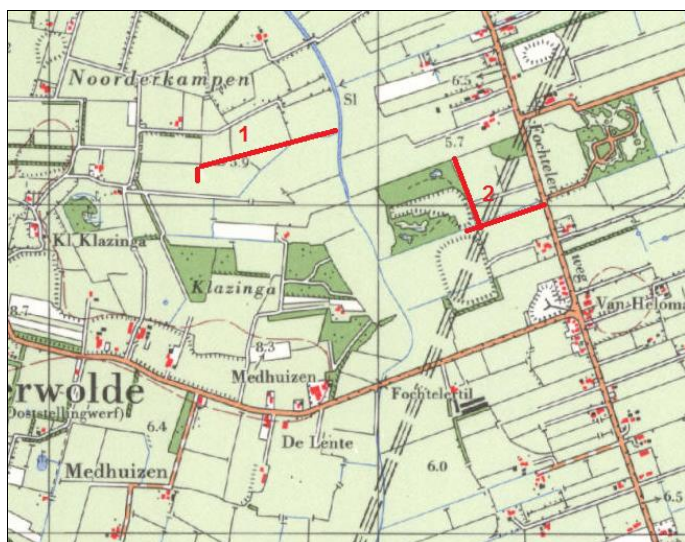 Noorderkampen
Sl
6.5
1
5.7
3.9
Fochteler
2
Kl. Klazinga
Klazinga
weg
Van Heloma
8.7
8.3
Medhuizen
erwolde
Fochtelertil
Ooststellingwerf)
6.4
De Lente
Medhuizen
6.0
6.5